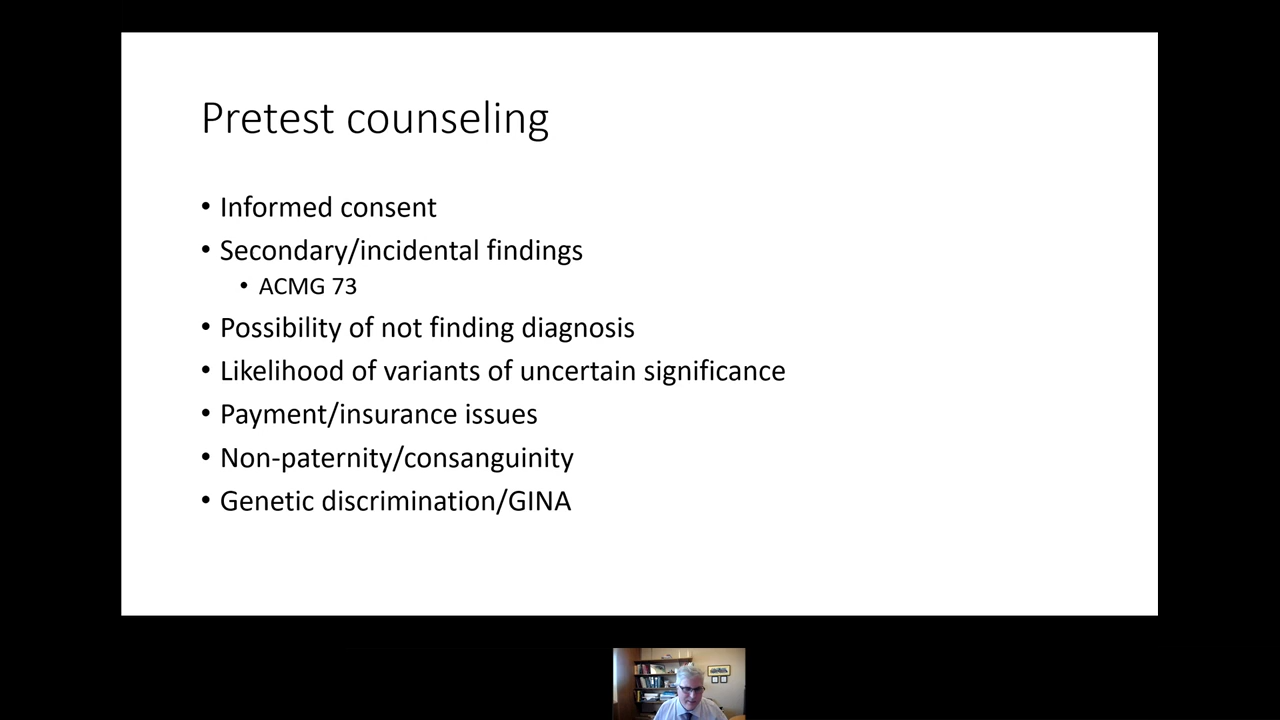 Pretest counseling
• Informed consent
• Secondary/incidental findings
• ACMG 73
• Possibility of not finding diagnosis
• Likelihood of variants of uncertain significance
• Payment/insurance issues
• Non-paternity/consanguinity
• Genetic discrimination/GINA